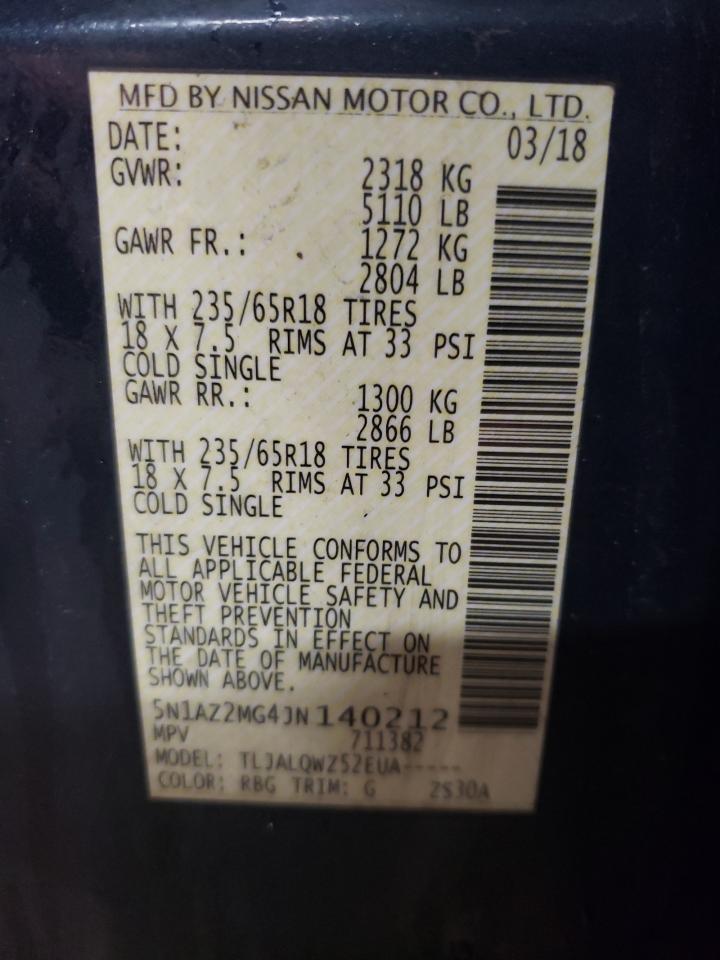 MFD BY NISSAN MOTOR CO., LTD.
DATE: 03/18
GVWR: 2318 KG
5110 LB
GAWR FR.: 1272 KG
2804 LB
WITH 235/65R18 TIRES
18 X 7.5 RIMS AT 33 PSI
COLD SINGLE
GAWR RR.: 1300 KG
2866 LB
WITH 235/65R18 TIRES
18 X 7.5 RIMS AT 33 PSI
COLD SINGLE
THIS VEHICLE CONFORMS TO
ALL APPLICABLE FEDERAL
MOTOR VEHICLE SAFETY AND
THEFT PREVENTION
STANDARDS IN EFFECT ON
THE DATE OF MANUFACTURE
SHOWN ABOVE.
5N1AZ2MG4JN140212
MPV 711382
MODEL: TLJALQWZ52EUA-----
COLOR: RBG TRIM: G 2S30A